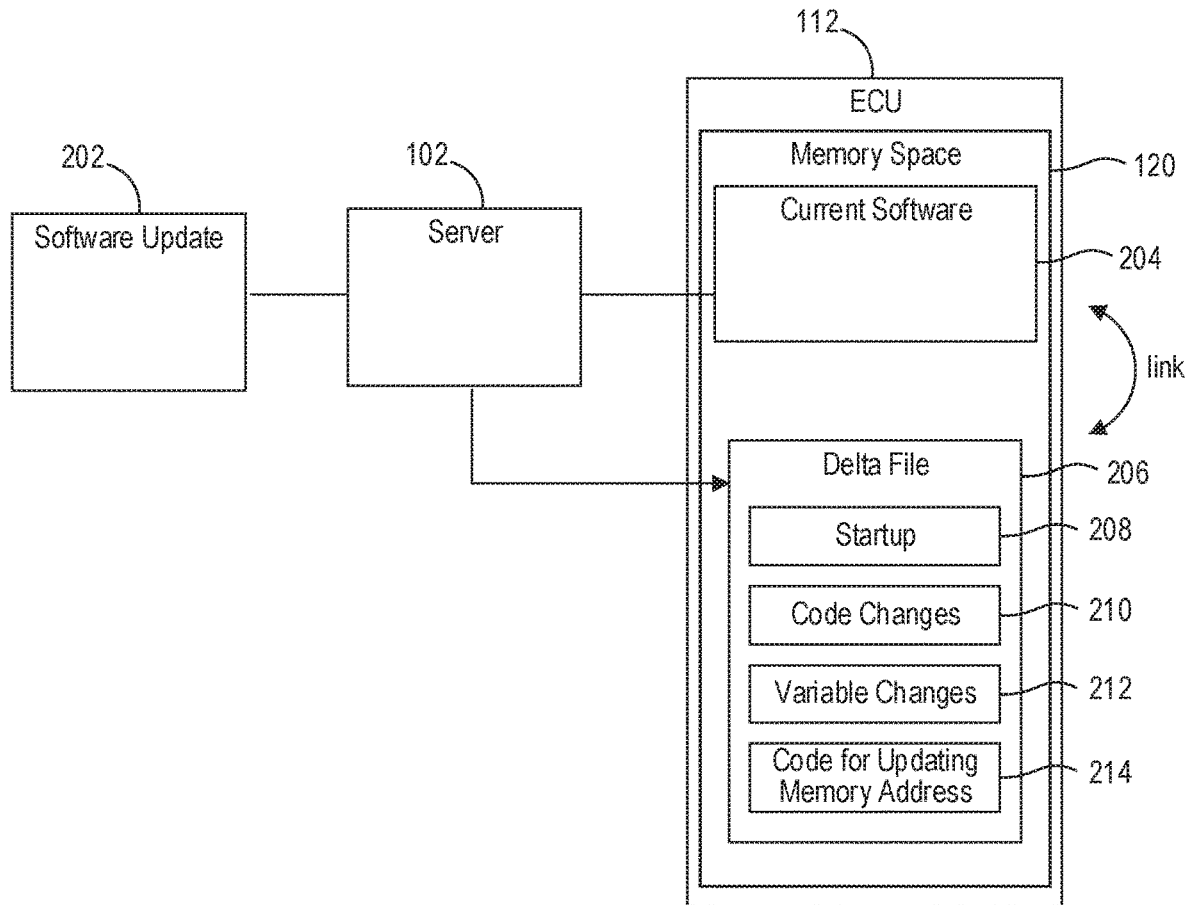 112
ECU
202
102
Memory Space
120
Software Update
Server
Current Software
204
link
Delta File
206
Startup
208
Code Changes
210
Variable Changes
212
Code for Updating
Memory Address
214